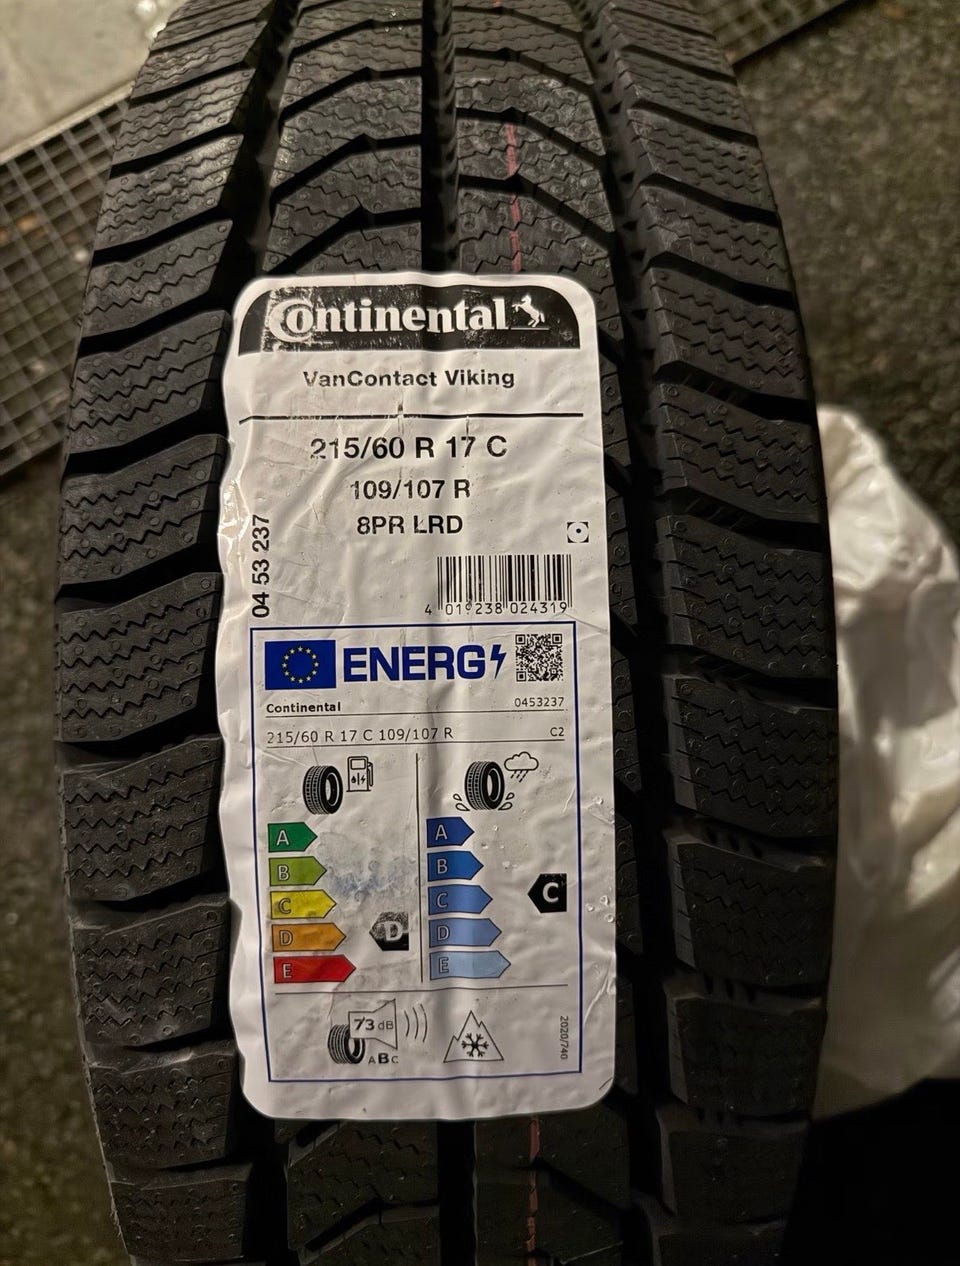 Continental
VanContact Viking
215/60 R 17 C
109/107 R
8PR LRD
04 53 237
4 019238 024319
ENERG
Continental 0453237
215/60 R 17 C 109/107 R C2
A A
B B
C C C
D D D
E E
73 dB
ABC
2020/740